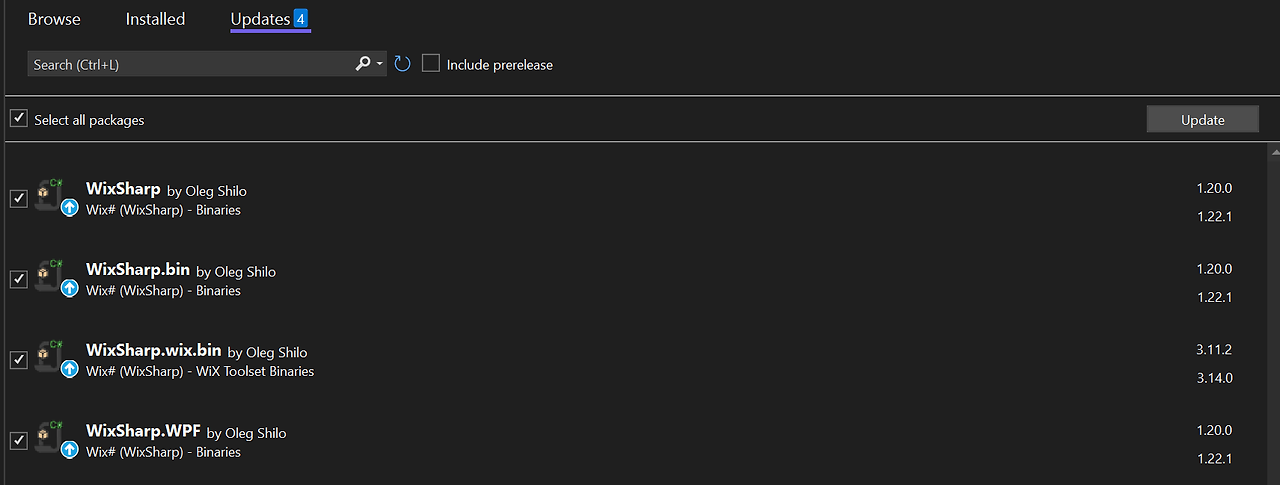 Browse Installed Updates 4
Search (Ctrl+L) Include prerelease
Select all packages Update
WixSharp by Oleg Shilo 1.20.0
Wix# (WixSharp) - Binaries 1.22.1
WixSharp.bin by Oleg Shilo 1.20.0
Wix# (WixSharp) - Binaries 1.22.1
WixSharp.wix.bin by Oleg Shilo 3.11.2
Wix# (WixSharp) - WiX Toolset Binaries 3.14.0
WixSharp.WPF by Oleg Shilo 1.20.0
Wix# (WixSharp) - Binaries 1.22.1